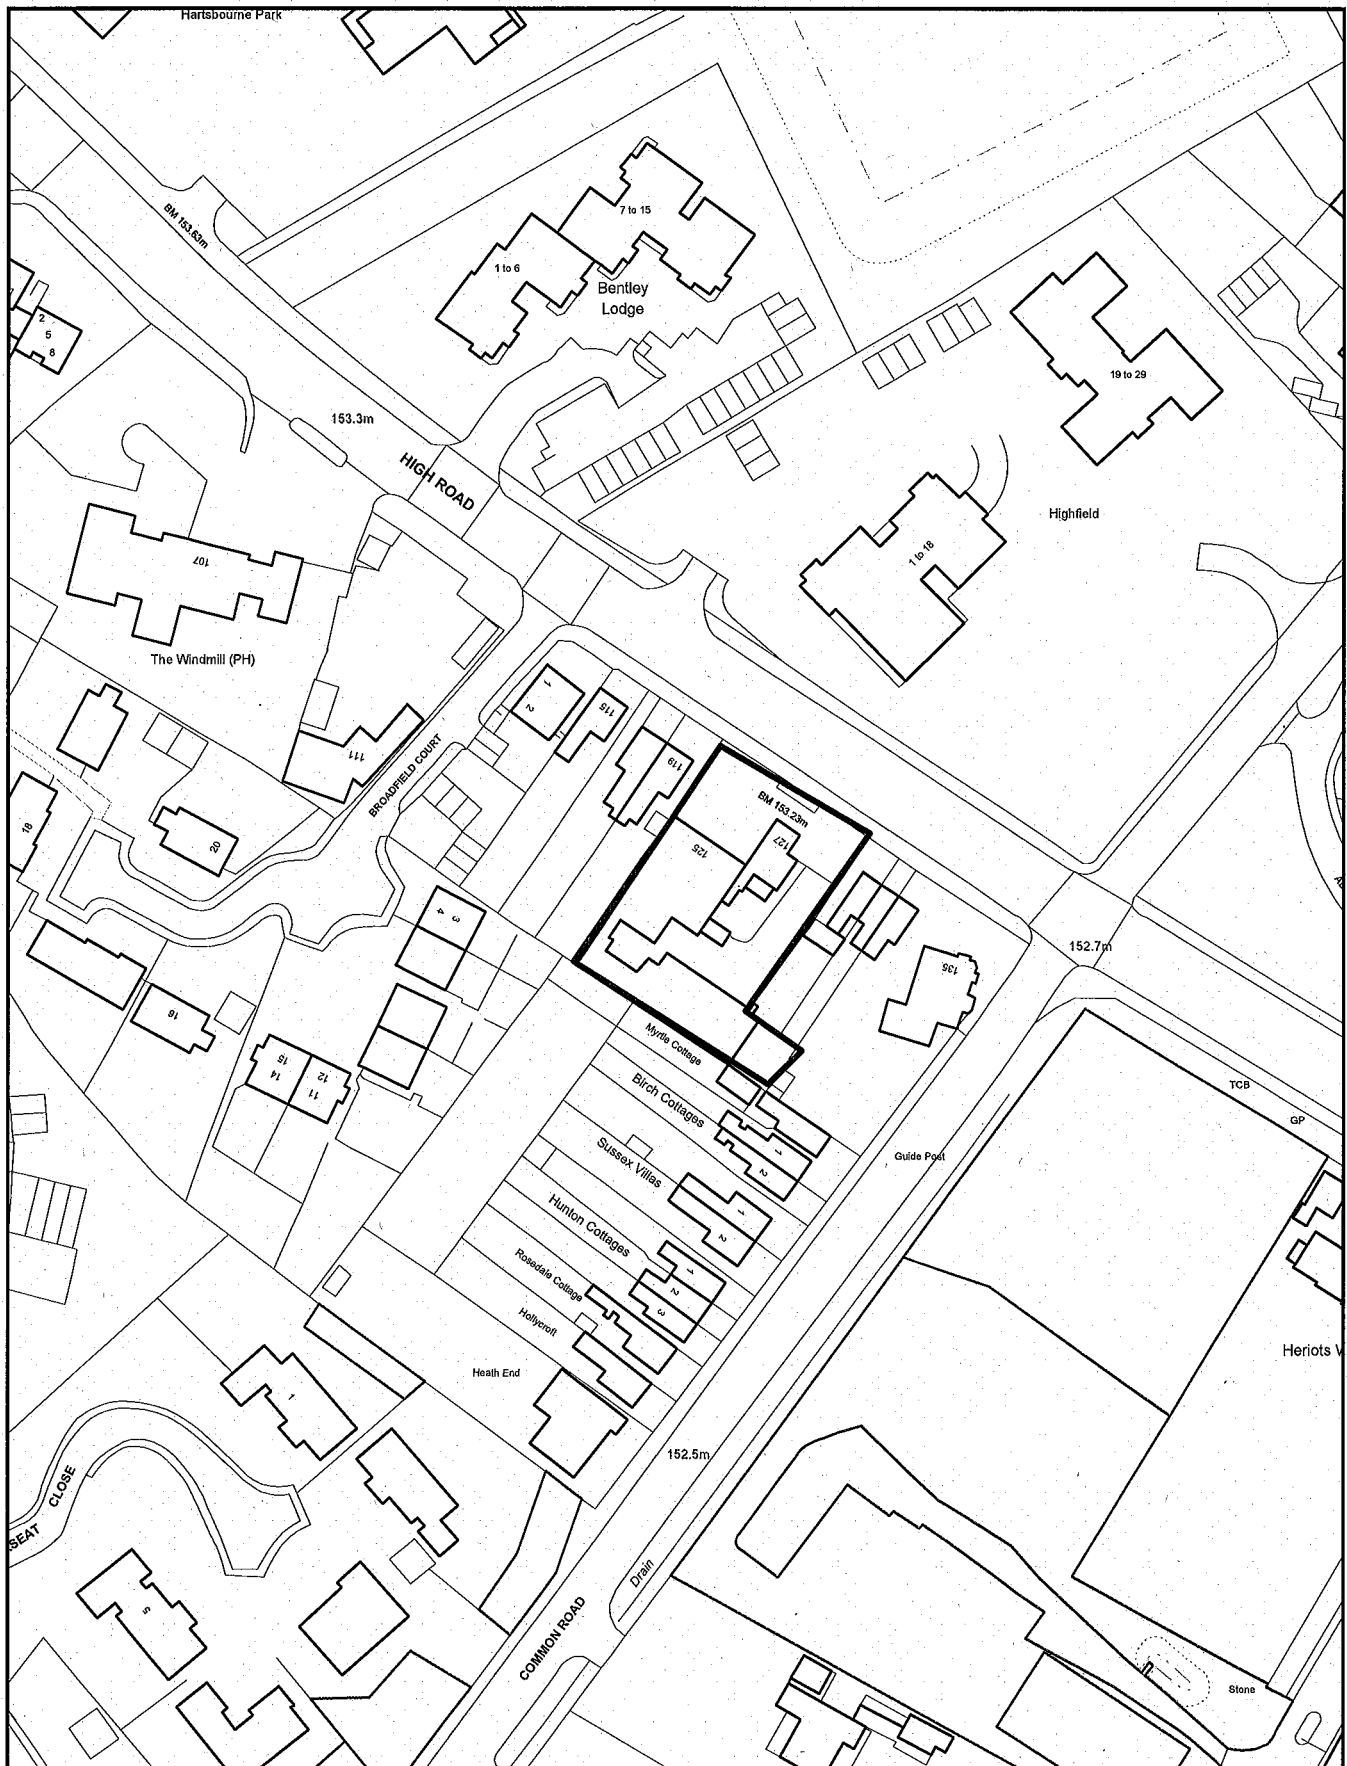 Hartsbourne Park
BM 153.63m
7 to 15
1 to 6
Bentley
Lodge
2
5
8
19 to 29
153.3m
HIGH ROAD
Highfield
1 to 18
107
The Windmill (PH)
1
2
115
111
119
BROADFIELD COURT
BM 153.23m
127
125
18
20
3
4
135
152.7m
16
Myrtle Cottage
15
14
12
11
Birch Cottages
1
2
TCB
GP
Guide Post
Sussex Villas
1
2
Hunton Cottages
1
2
3
Rosedale Cottage
Hollycroft
Heriots
Heath End
1
152.5m
CLOSE
SEAT
Drain
5
COMMON ROAD
Stone